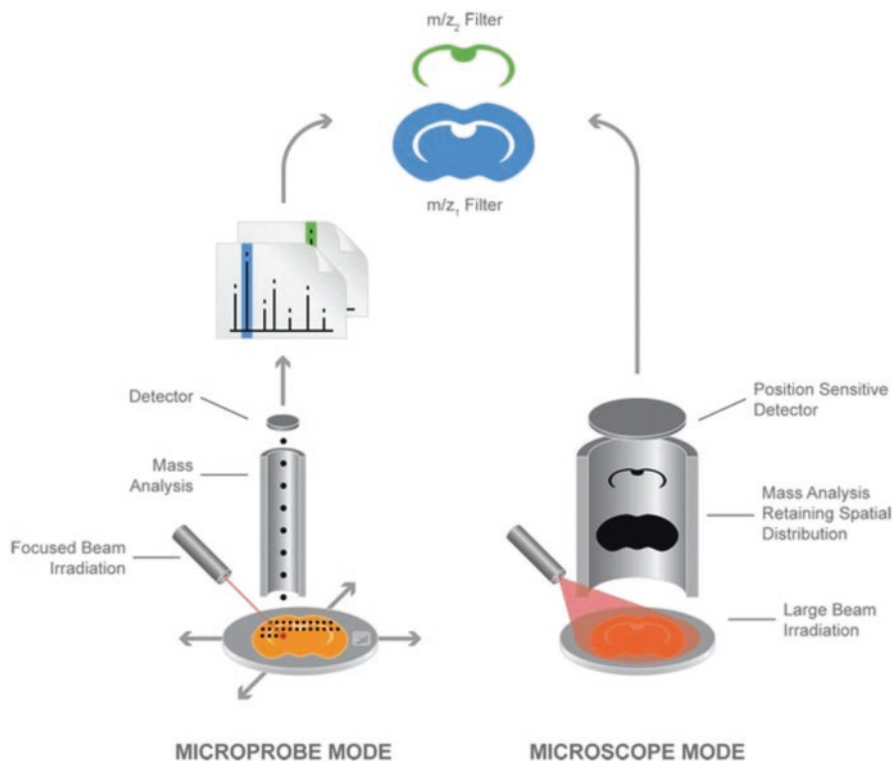 m/z₂ Filter
m/z₁ Filter
Detector
Mass
Analysis
Focused Beam
Irradiation
Position Sensitive
Detector
Mass Analysis
Retaining Spatial
Distribution
Large Beam
Irradiation
MICROPROBE MODE
MICROSCOPE MODE